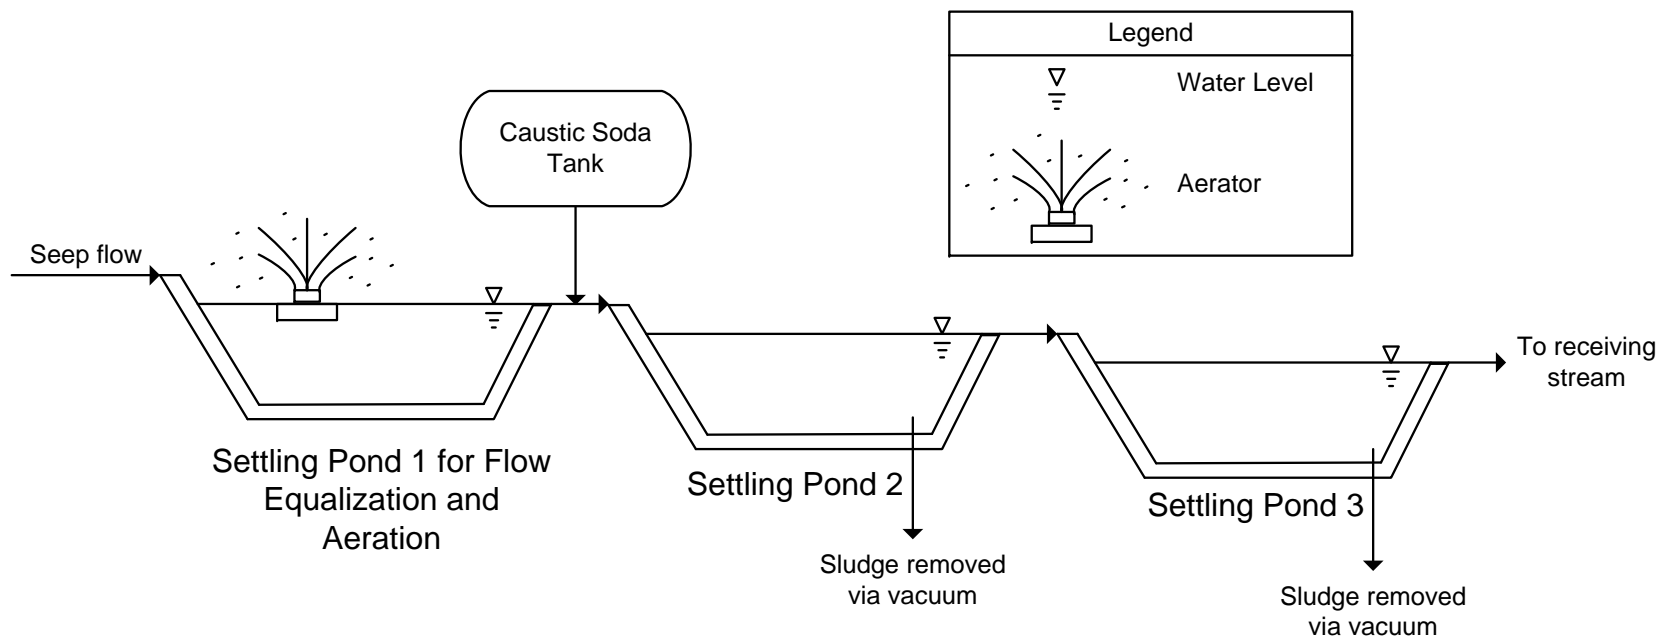 Legend
Water Level
Aerator
Caustic Soda
Tank
Seep flow
To receiving
stream
Settling Pond 1 for Flow
Equalization and
Aeration
Settling Pond 2
Settling Pond 3
Sludge removed
via vacuum
Sludge removed
via vacuum